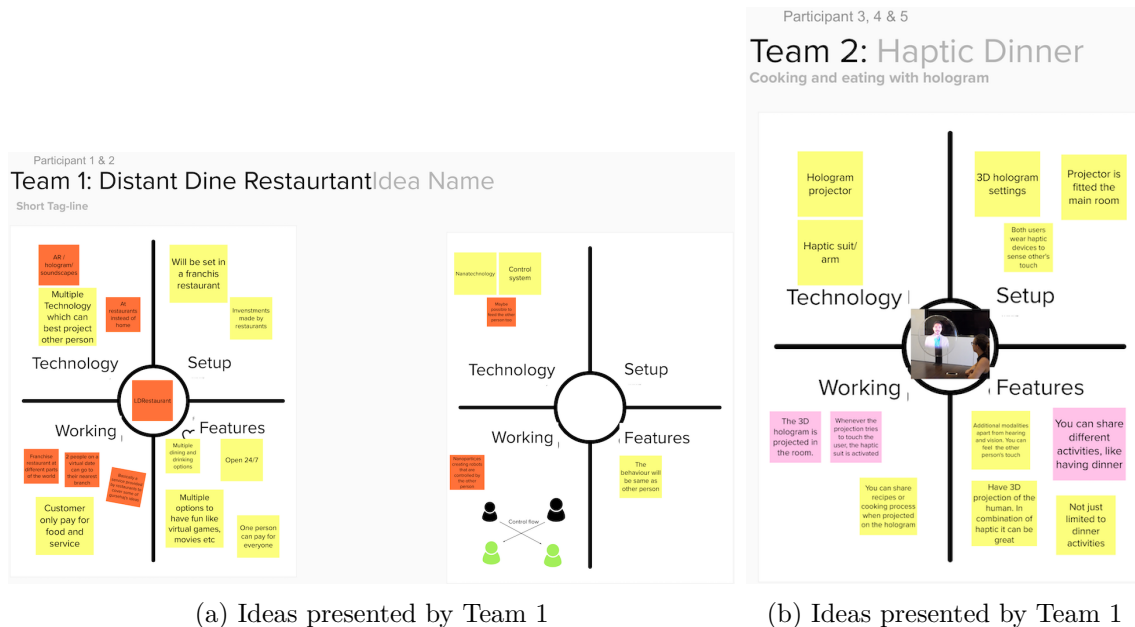 Participant 3, 4 & 5
Team 2: Haptic Dinner
Cooking and eating with hologram
Participant 1 & 2
Team 1: Distant Dine RestaurtantIdea Name
Short Tag-line
AR /
hologram/
soundscapes
Multiple
Technology
which can
best project
other person
At
restaurants
instead of
home
Will be set in
a franchis
restaurant
Invenstments
made by
restaurants
Technology
Setup
LDRestaurant
Working
Features
Franchise
restaurant at
different parts of
the world
2 people on a
virtual date can
go to their nearest
branch
Customer
only pay for
food and
service
Multiple
dining and
drinking
options
Open 24/7
Multiple
options to
have fun like
virtual games,
movies etc
One person
can pay for
everyone
Nanatechnology
Control
system
Maybe
possible to
feed the other
person too
Technology
Setup
Working
Features
Nanoparticles
creating robots
that are
controlled by the
other person
The
behaviour will
be same as
other person
Control flow
Hologram
projector
Haptic suit/
arm
3D hologram
settings
Projector is
fitted the
main room
Both users
wear haptic
devices to
sense other's
touch
Technology
Setup
Working
Features
The 3D
hologram is
projected in
the room.
Whenever the
projection tries
to touch the
user, the haptic
suit is activated
You can share
recipes or
cooking process
when projected
on the hologram
Additional modalities
apart from hearing
and vision. You can
feel the other
person's touch
You can share
different
activities, like
having dinner
Have 3D
projection of the
human. In
combination of
haptic it can be
great
Not just
limited to
dinner
activities
(a) Ideas presented by Team 1
(b) Ideas presented by Team 1